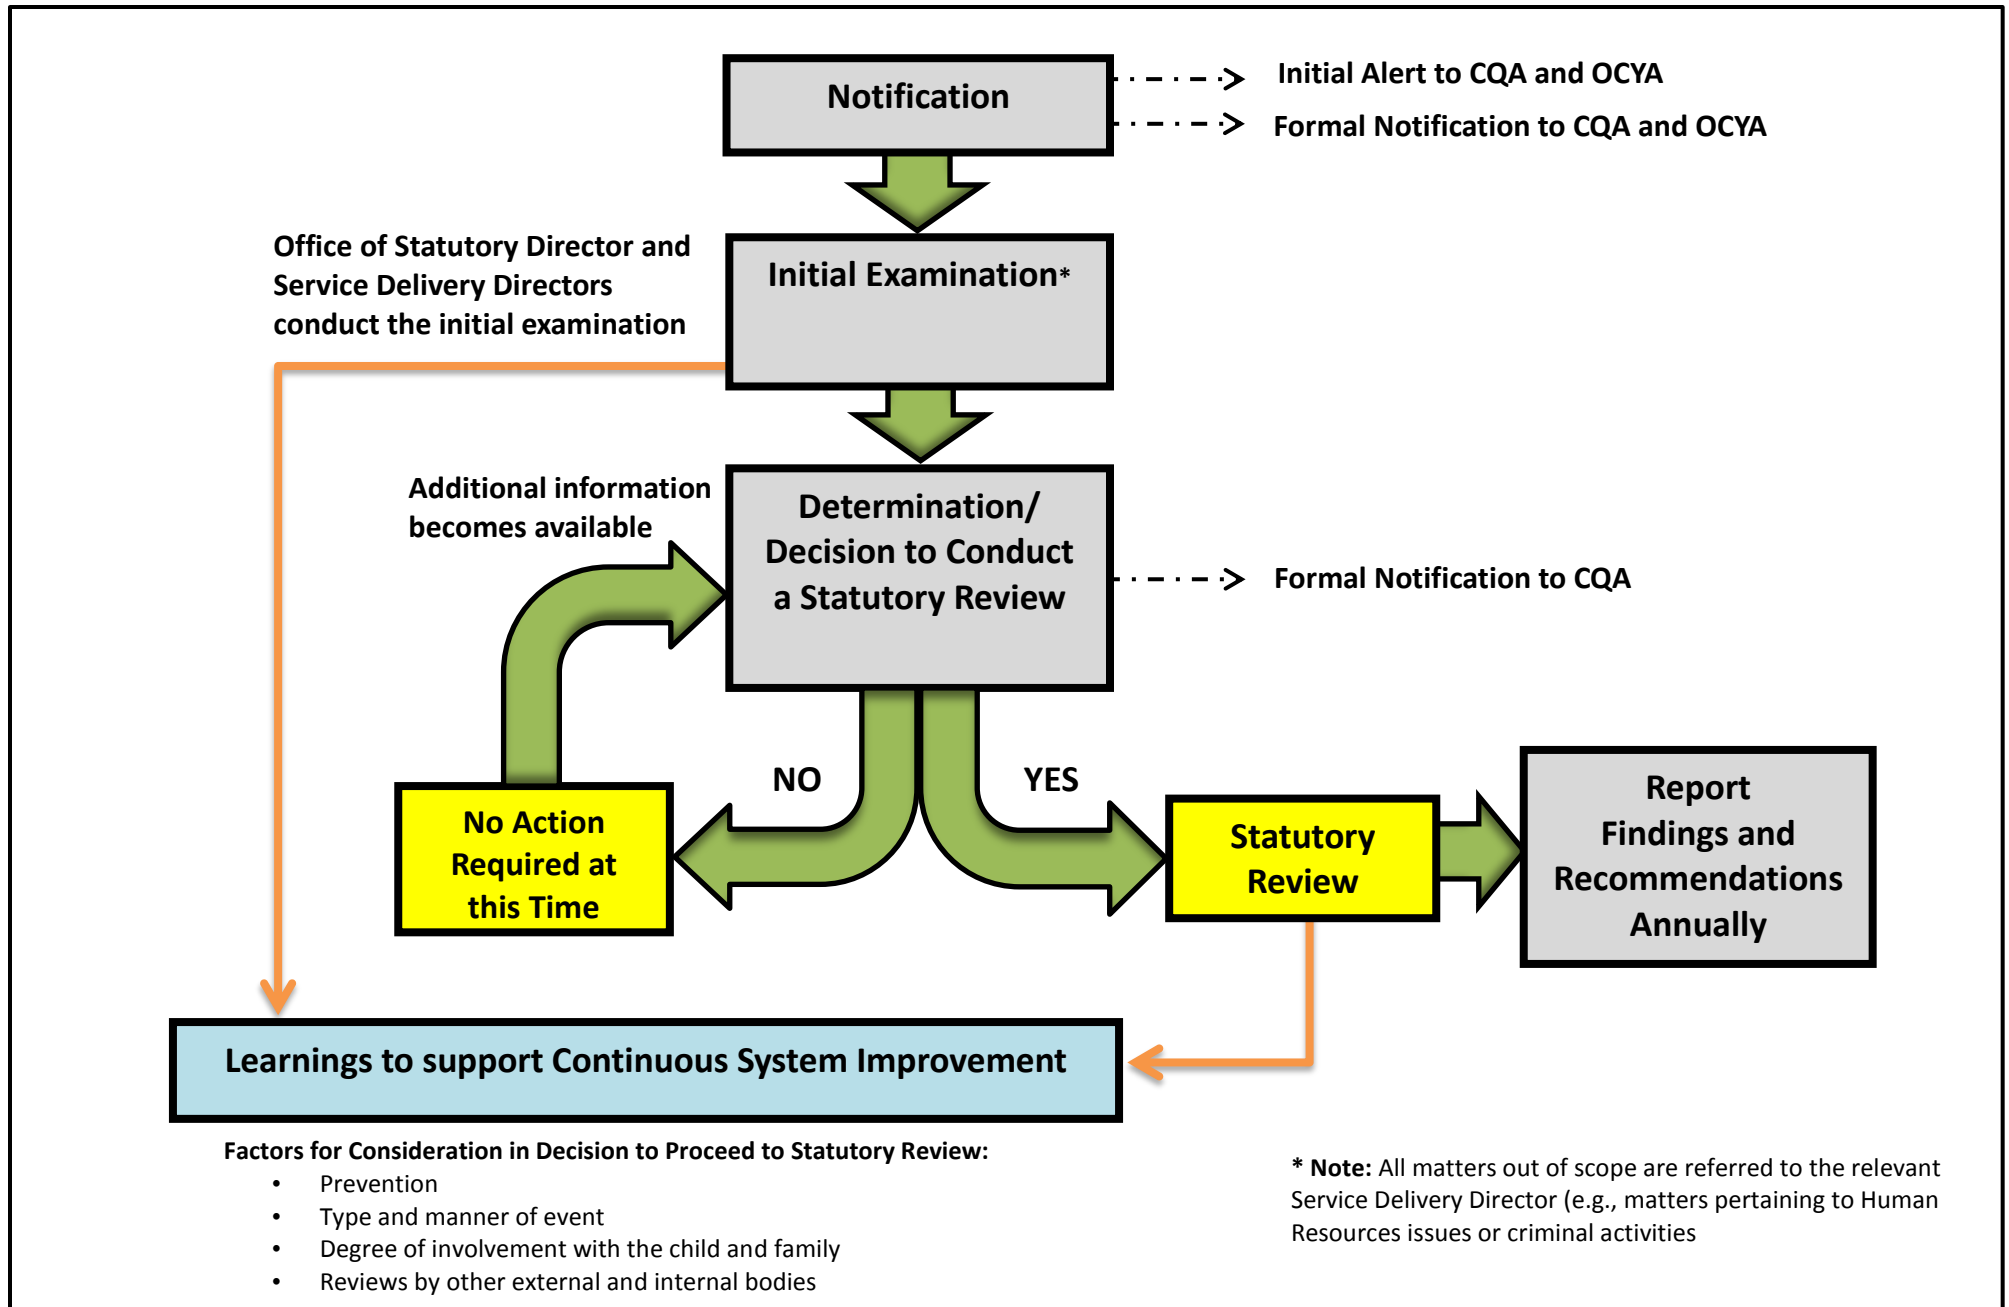 Notification
Initial Alert to CQA and OCYA
Formal Notification to CQA and OCYA
Office of Statutory Director and
Service Delivery Directors
conduct the initial examination
Initial Examination*
Additional information
becomes available
Determination/
Decision to Conduct
a Statutory Review
Formal Notification to CQA
NO
YES
No Action
Required at
this Time
Statutory
Review
Report
Findings and
Recommendations
Annually
Learnings to support Continuous System Improvement
Factors for Consideration in Decision to Proceed to Statutory Review:
• Prevention
• Type and manner of event
• Degree of involvement with the child and family
• Reviews by other external and internal bodies
* Note: All matters out of scope are referred to the relevant
Service Delivery Director (e.g., matters pertaining to Human
Resources issues or criminal activities